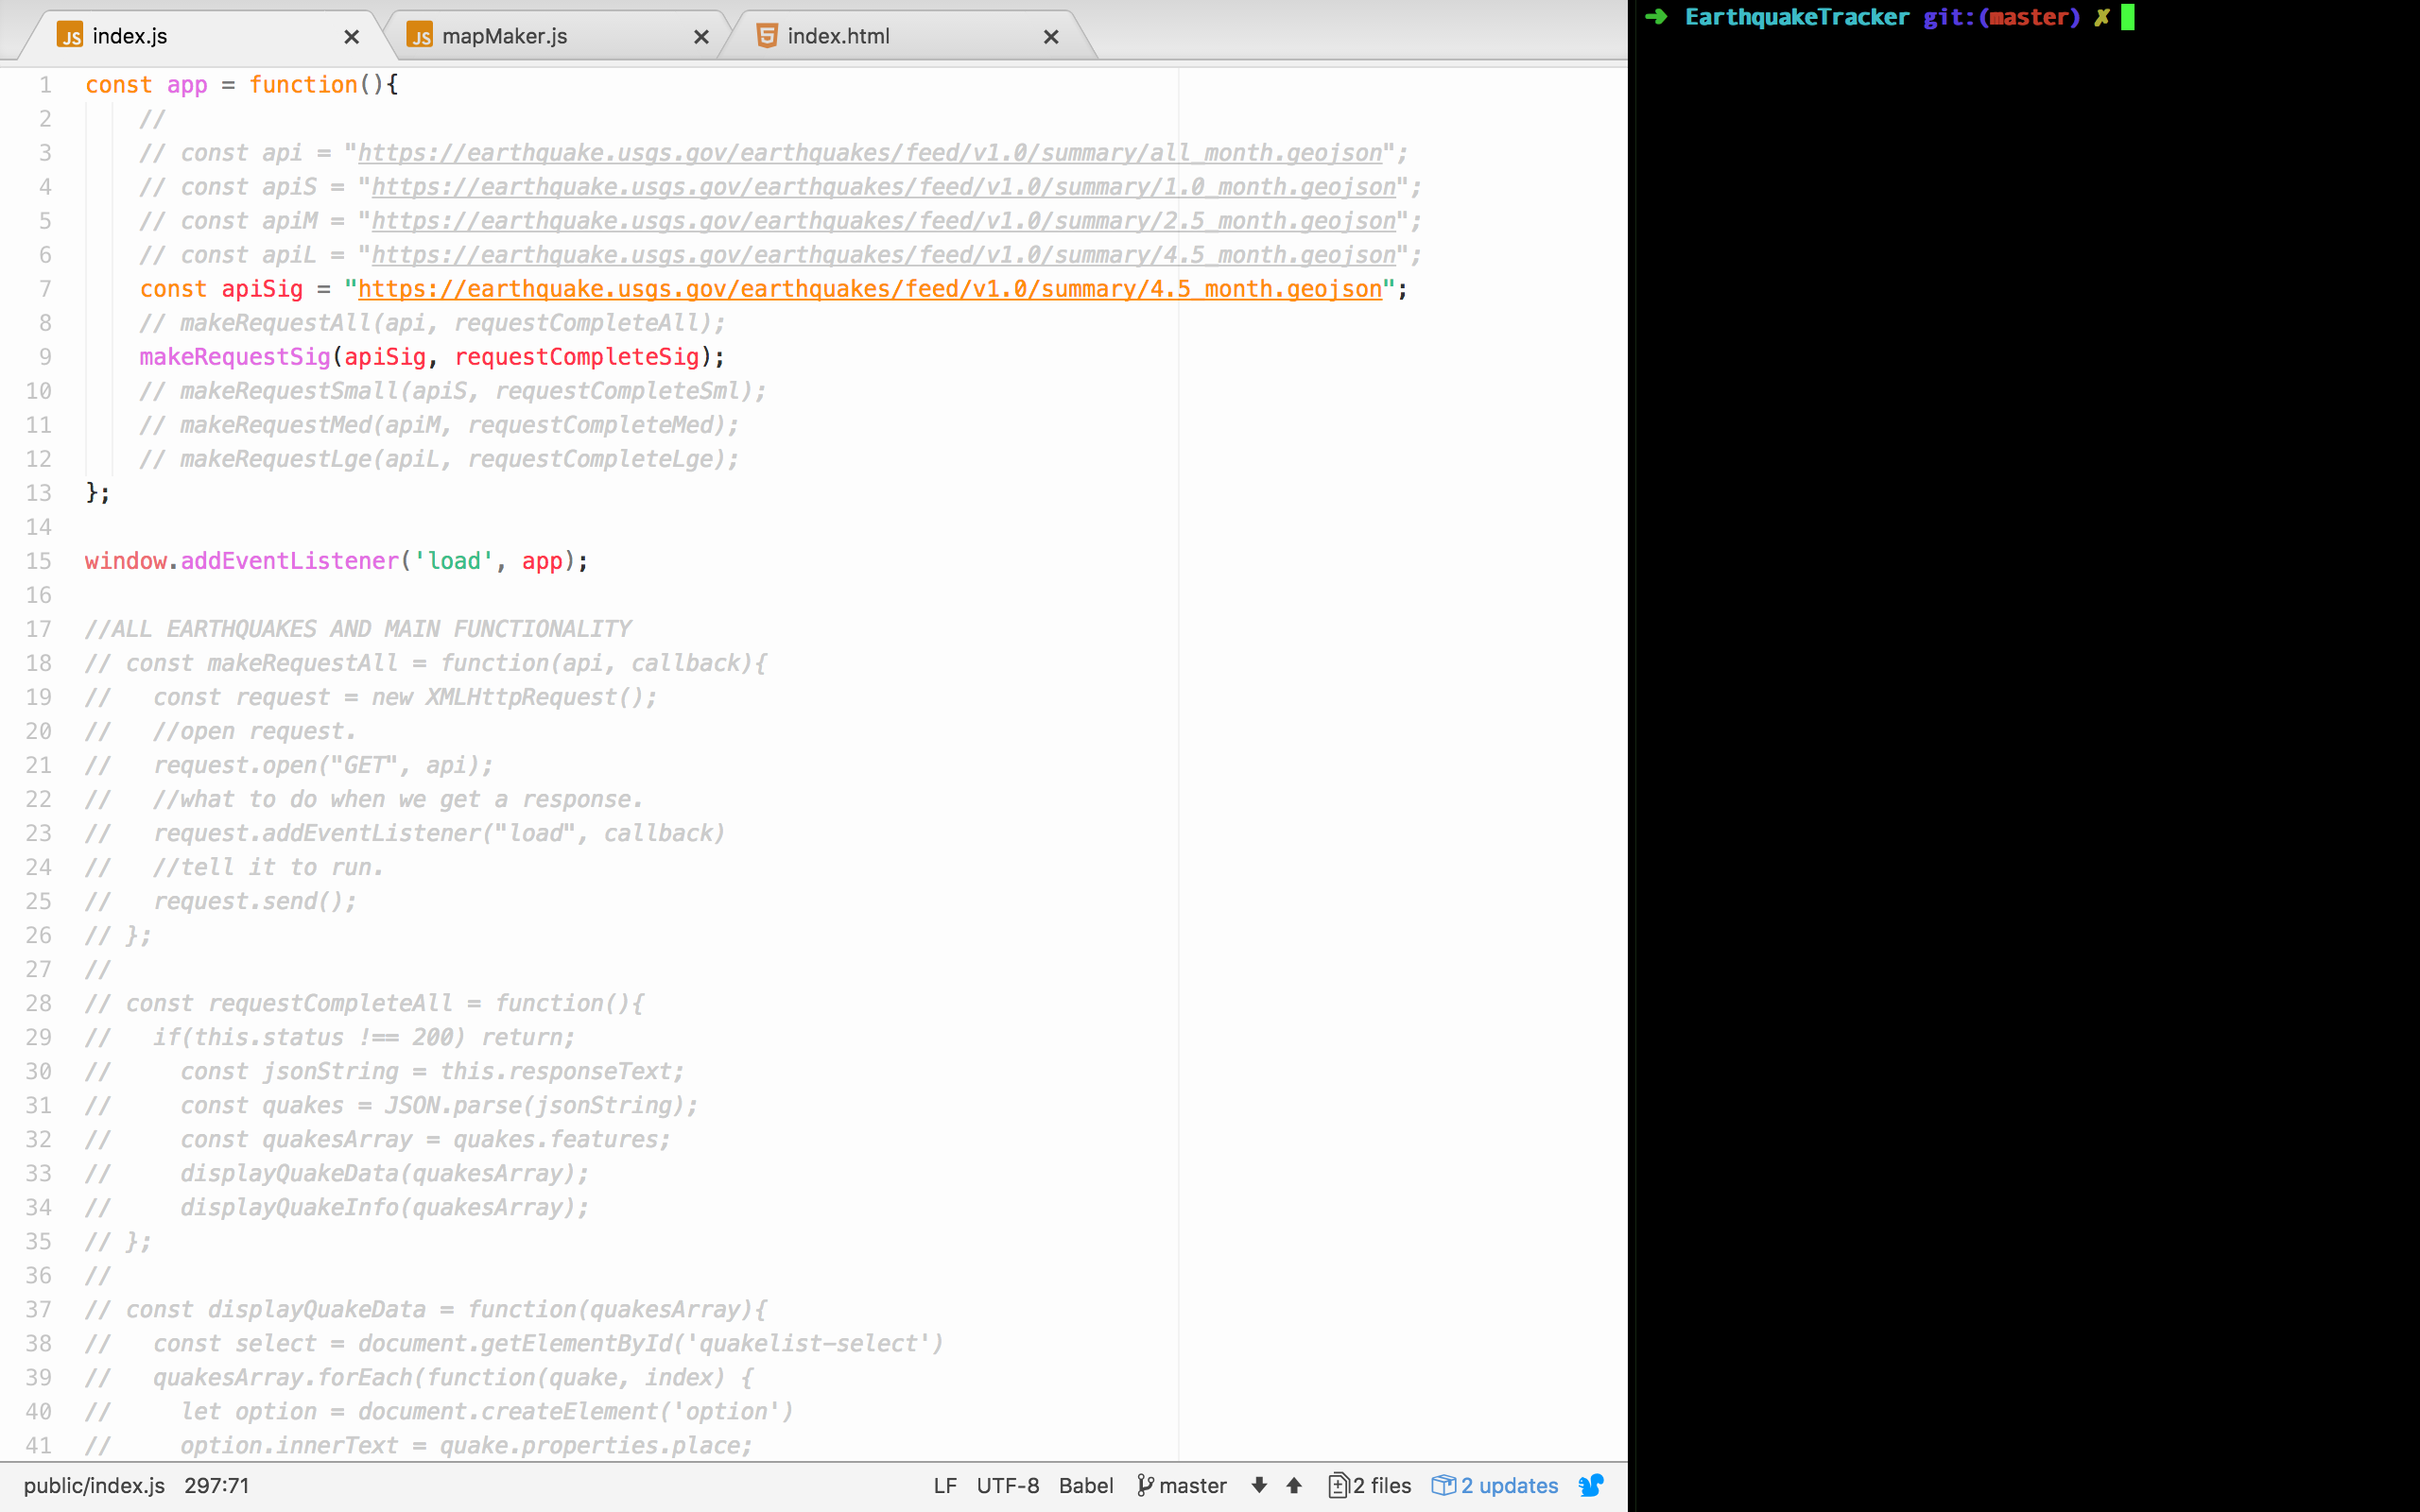 index.js
mapMaker.js
index.html
1 const app = function(){
2 //
3 // const api = "https://earthquake.usgs.gov/earthquakes/feed/v1.0/summary/all_month.geojson";
4 // const apiS = "https://earthquake.usgs.gov/earthquakes/feed/v1.0/summary/1.0_month.geojson";
5 // const apiM = "https://earthquake.usgs.gov/earthquakes/feed/v1.0/summary/2.5_month.geojson";
6 // const apiL = "https://earthquake.usgs.gov/earthquakes/feed/v1.0/summary/4.5_month.geojson";
7 const apiSig = "https://earthquake.usgs.gov/earthquakes/feed/v1.0/summary/4.5_month.geojson";
8 // makeRequestAll(api, requestCompleteAll);
9 makeRequestSig(apiSig, requestCompleteSig);
10 // makeRequestSmall(apiS, requestCompleteSml);
11 // makeRequestMed(apiM, requestCompleteMed);
12 // makeRequestLge(apiL, requestCompleteLge);
13 };
14
15 window.addEventListener('load', app);
16
17 //ALL EARTHQUAKES AND MAIN FUNCTIONALITY
18 // const makeRequestAll = function(api, callback){
19 // const request = new XMLHttpRequest();
20 // //open request.
21 // request.open("GET", api);
22 // //what to do when we get a response.
23 // request.addEventListener("load", callback)
24 // //tell it to run.
25 // request.send();
26 // };
27 //
28 // const requestCompleteAll = function(){
29 // if(this.status !== 200) return;
30 // const jsonString = this.responseText;
31 // const quakes = JSON.parse(jsonString);
32 // const quakesArray = quakes.features;
33 // displayQuakeData(quakesArray);
34 // displayQuakeInfo(quakesArray);
35 // };
36 //
37 // const displayQuakeData = function(quakesArray){
38 // const select = document.getElementById('quakelist-select')
39 // quakesArray.forEach(function(quake, index) {
40 // let option = document.createElement('option')
41 // option.innerText = quake.properties.place;
public/index.js 297:71 LF UTF-8 Babel master 2 files 2 updates
➜ EarthquakeTracker git:(master) ✗